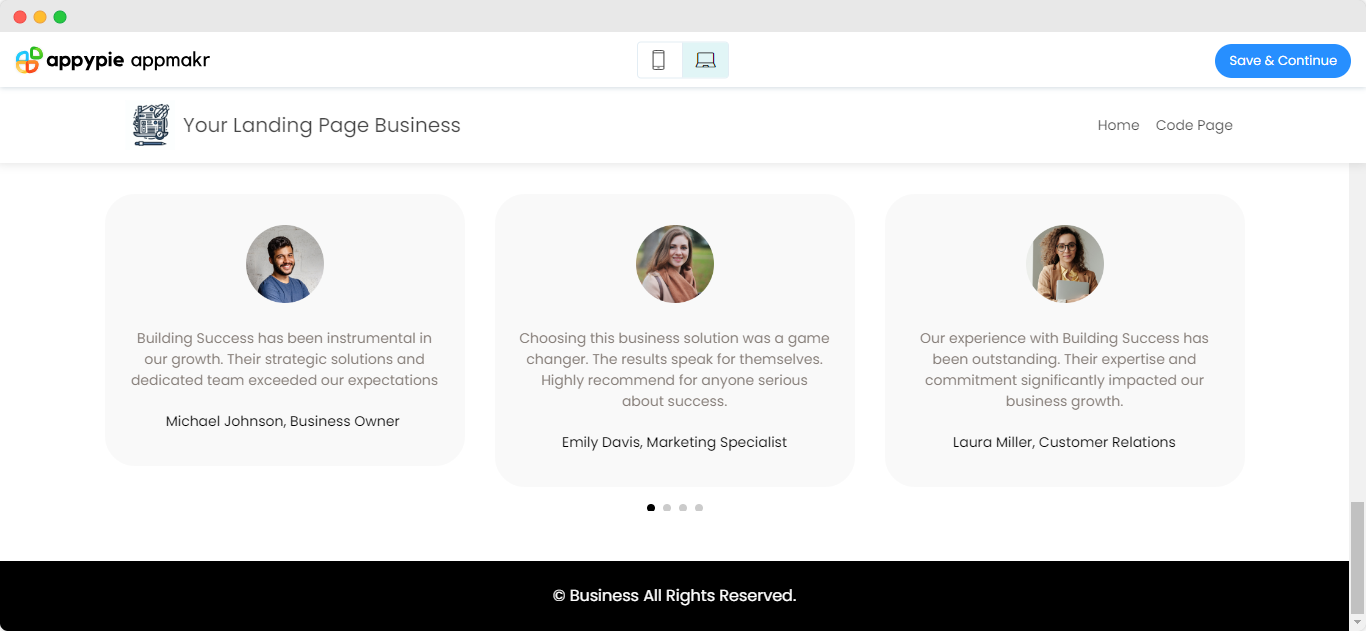 appypie appmakr
Save & Continue
Your Landing Page Business
Home Code Page
Building Success has been instrumental in
our growth. Their strategic solutions and
dedicated team exceeded our expectations
Michael Johnson, Business Owner
Choosing this business solution was a game
changer. The results speak for themselves.
Highly recommend for anyone serious
about success.
Emily Davis, Marketing Specialist
Our experience with Building Success has
been outstanding. Their expertise and
commitment significantly impacted our
business growth.
Laura Miller, Customer Relations
© Business All Rights Reserved.